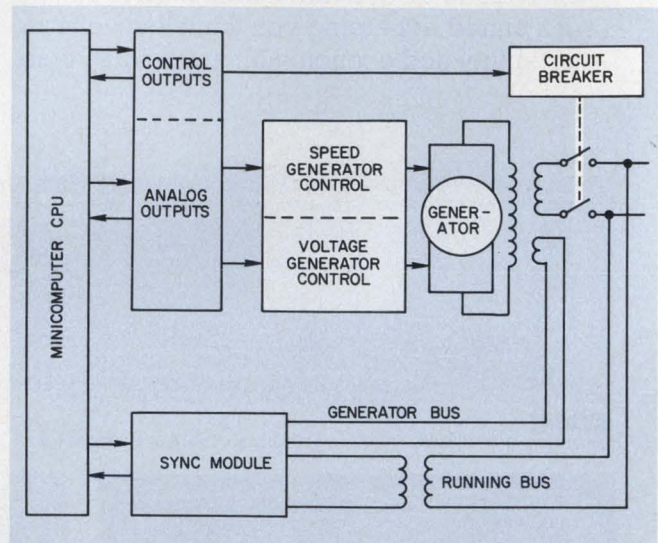 CONTROL
OUTPUTS
ANALOG
OUTPUTS
MINICOMPUTER CPU
SPEED
GENERATOR
CONTROL
VOLTAGE
GENERATOR
CONTROL
GENER-
ATOR
CIRCUIT
BREAKER
GENERATOR BUS
SYNC MODULE
RUNNING BUS